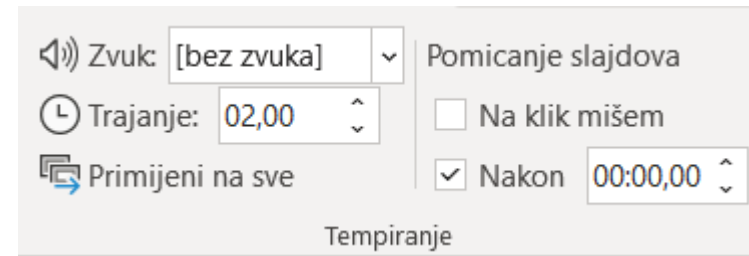 Zvuk: [bez zvuka]
Trajanje: 02,00
Primijeni na sve
Pomicanje slajdova
Na klik mišem
Nakon 00:00,00
Tempiranje